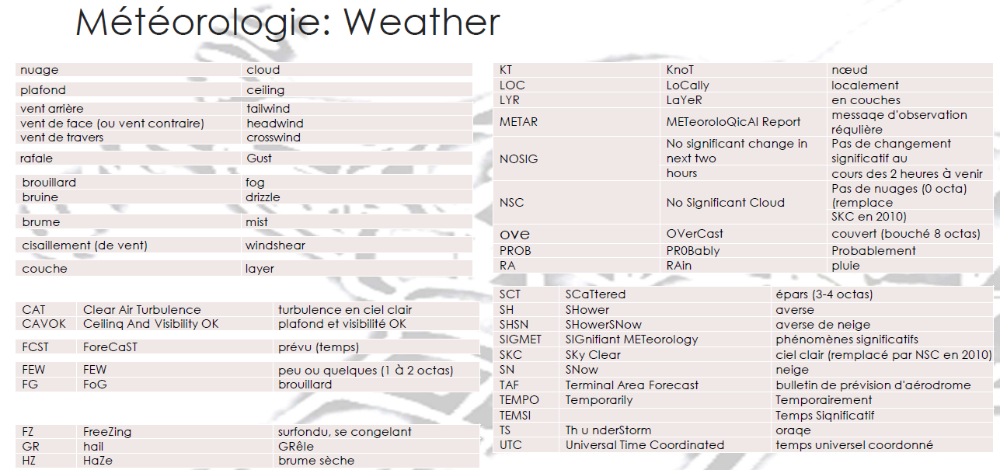 Météorologie: Weather
nuage cloud
plafond ceiling
vent arrière tailwind
vent de face (ou vent contraire) headwind
vent de travers crosswind
rafale Gust
brouillard fog
bruine drizzle
brume mist
cisaillement (de vent) windshear
couche layer
CAT Clear Air Turbulence turbulence en ciel clair
CAVOK Ceilinq And Visibility OK plafond et visibilité OK
FCST ForeCaST prévu (temps)
FEW FEW peu ou quelques (1 à 2 octas)
FG FoG brouillard
FZ FreeZing surfondu, se congelant
GR hail GRêle
HZ HaZe brume sèche
KT KnoT nœud
LOC LoCally localement
LYR LaYeR en couches
METAR METeoroloQicAl Report messaqe d'observation
réqulière
NOSIG No significant change in
next two
hours
Pas de changement
significatif au
cours des 2 heures à venir
NSC No Significant Cloud Pas de nuages (0 octa)
(remplace
SKC en 2010)
ove OVerCast couvert (bouché 8 octas)
PROB PR0Bably Probablement
RA RAin pluie
SCT SCaTtered épars (3-4 octas)
SH SHower averse
SHSN SHowerSNow averse de neige
SIGMET SIGnifiant METeorology phénomènes significatifs
SKC SKy Clear ciel clair (remplacé par NSC en 2010)
SN SNow neige
TAF Terminal Area Forecast bulletin de prévision d'aérodrome
TEMPO Temporarily Temporairement
TEMSI Temps Siqnificatif
TS Th u nderStorm oraqe
UTC Universal Time Coordinated temps universel coordonné